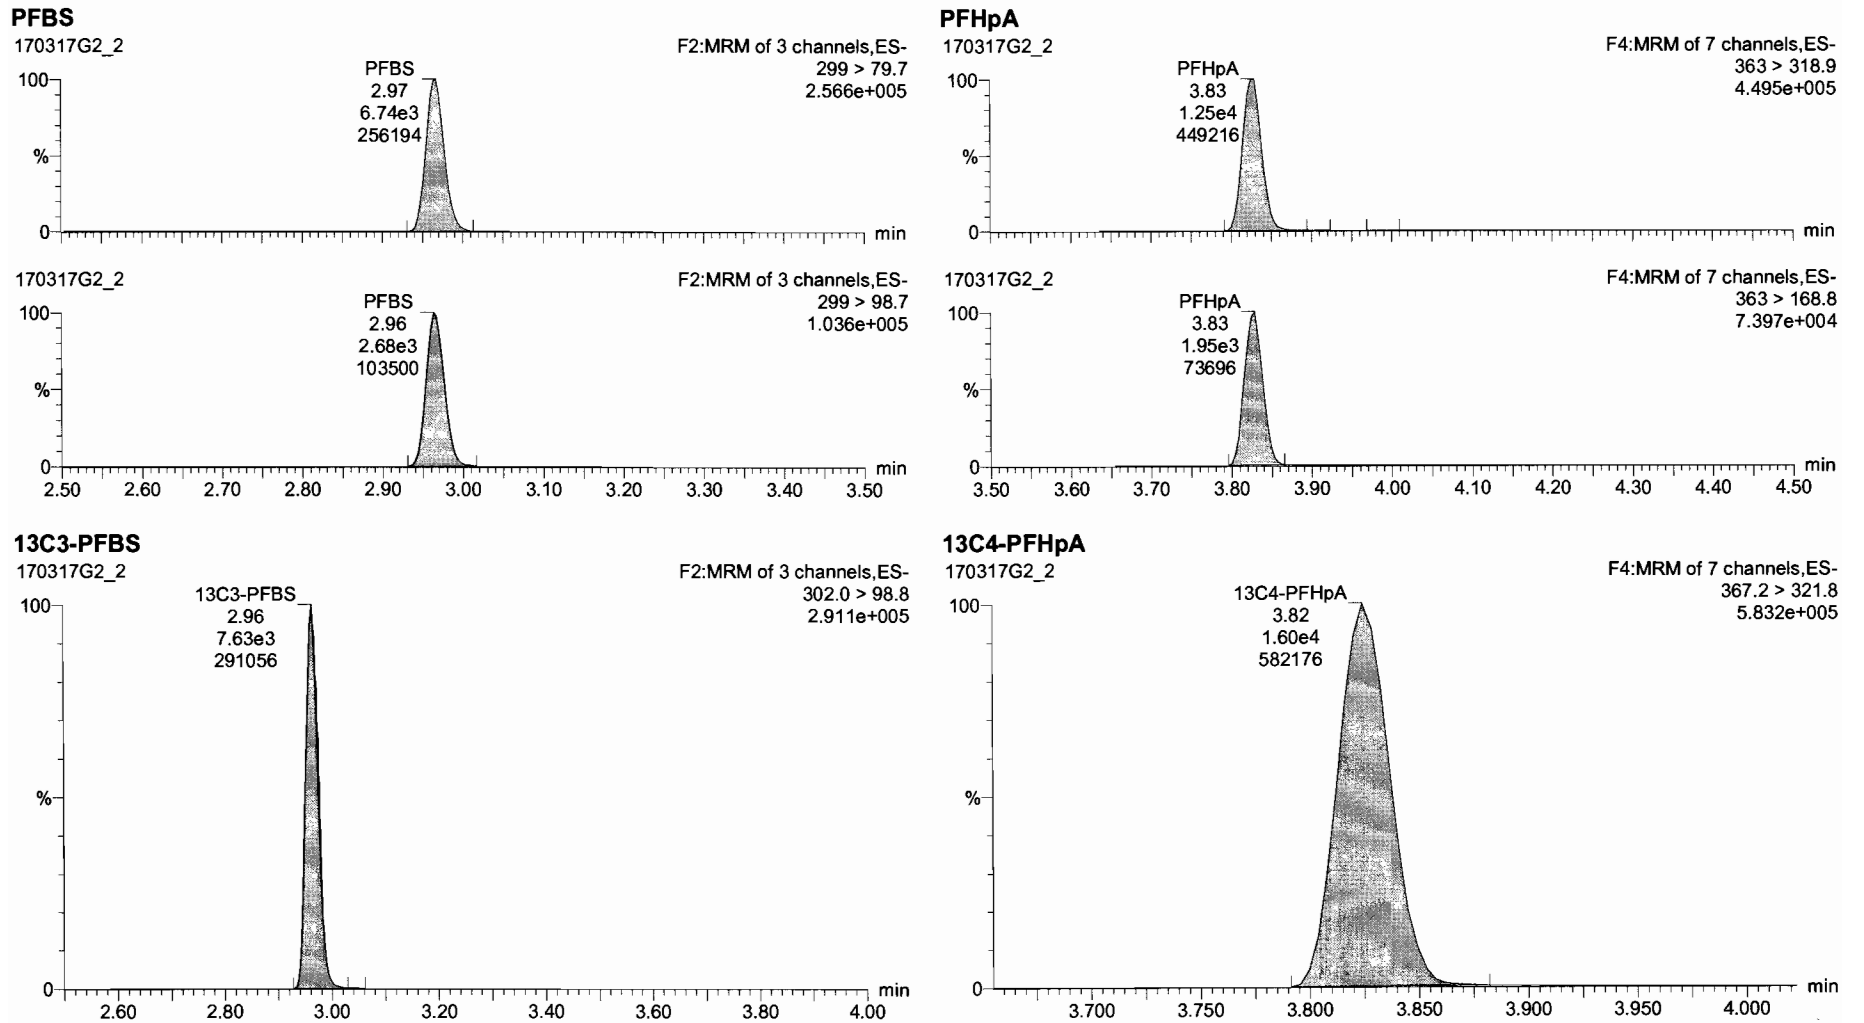 PFBS
170317G2_2
F2:MRM of 3 channels,ES-
299 > 79.7
2.566e+005
PFBS
2.97
6.74e3
256194
100
%
0
min
170317G2_2
F2:MRM of 3 channels,ES-
299 > 98.7
1.036e+005
PFBS
2.96
2.68e3
103500
100
%
0
min
2.50 2.60 2.70 2.80 2.90 3.00 3.10 3.20 3.30 3.40 3.50
PFHpA
170317G2_2
F4:MRM of 7 channels,ES-
363 > 318.9
4.495e+005
PFHpA
3.83
1.25e4
449216
100
%
0
min
170317G2_2
F4:MRM of 7 channels,ES-
363 > 168.8
7.397e+004
PFHpA
3.83
1.95e3
73696
100
%
0
min
3.50 3.60 3.70 3.80 3.90 4.00 4.10 4.20 4.30 4.40 4.50
13C3-PFBS
170317G2_2
F2:MRM of 3 channels,ES-
302.0 > 98.8
2.911e+005
13C3-PFBS
2.96
7.63e3
291056
100
%
0
min
2.60 2.80 3.00 3.20 3.40 3.60 3.80 4.00
13C4-PFHpA
170317G2_2
F4:MRM of 7 channels,ES-
367.2 > 321.8
5.832e+005
13C4-PFHpA
3.82
1.60e4
582176
100
%
0
min
3.700 3.750 3.800 3.850 3.900 3.950 4.000